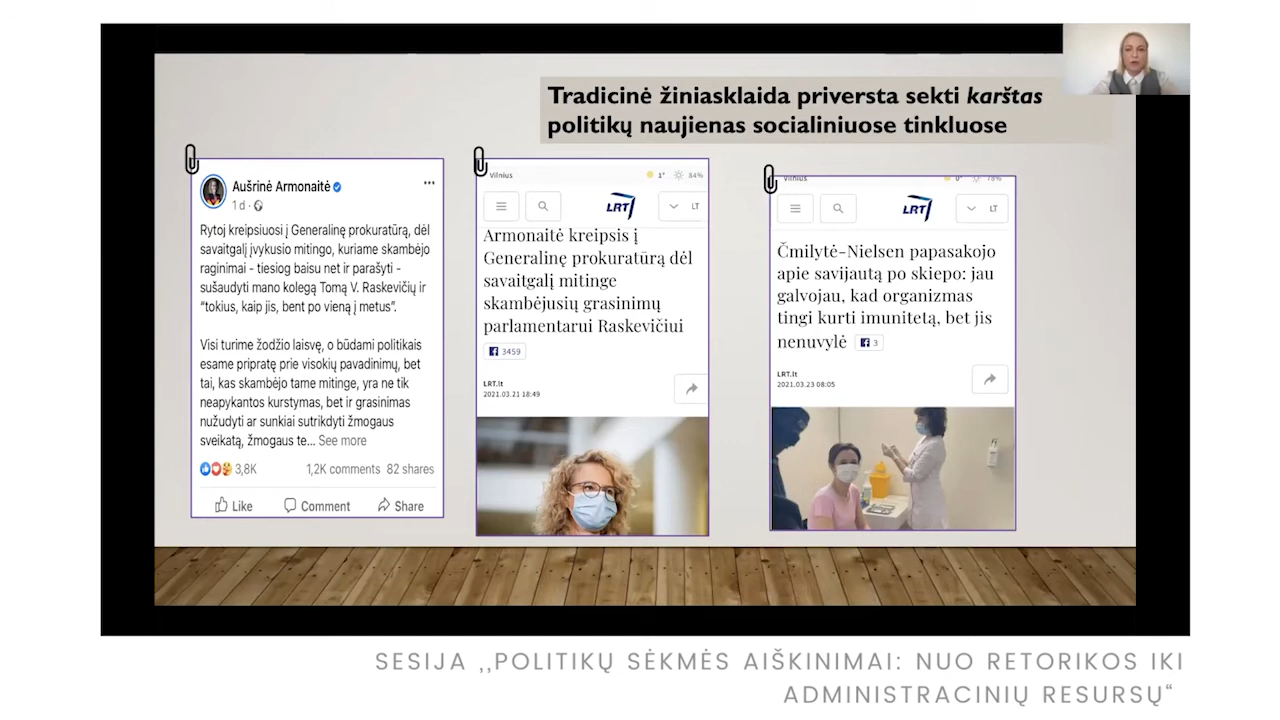 Tradicinė žiniasklaida priversta sekti karštas
politikų naujienas socialiniuose tinkluose
Aušrinė Armonaitė
1 d ·
Rytoj kreipsiuosi į Generalinę prokuratūrą, dėl
savaitgalį įvykusio mitingo, kuriame skambėjo
raginimai - tiesiog baisu net ir parašyti -
sušaudyti mano kolegą Tomą V. Raskevičių ir
“tokius, kaip jis, bent po vieną į metus”.
Visi turime žodžio laisvę, o būdami politikais
esame pripratę prie visokių pavadinimų, bet
tai, kas skambėjo tame mitinge, yra ne tik
neapykantos kurstymas, bet ir grasinimas
nužudyti ar sunkiai sutrikdyti žmogaus
sveikatą, žmogaus te... See more
3,8K 1,2K comments 82 shares
Like Comment Share
Vilnius 1° 84%
LRT LT
Armonaitė kreipsis į
Generalinę prokuratūrą dėl
savaitgalį mitinge
skambėjusių grasinimų
parlamentarui Raskevičiui
3459
LRT.lt
2021.03.21 18:49
Vilnius 0° 78%
LRT LT
Čmilytė-Nielsen papasakojo
apie savijautą po skiepo: jau
galvojau, kad organizmas
tingi kurti imunitetą, bet jis
nenuvylė 3
LRT.lt
2021.03.23 08:05
SESIJA ,,POLITIKŲ SĖKMĖS AIŠKINIMAI: NUO RETORIKOS IKI
ADMINISTRACINIŲ RESURSŲ“